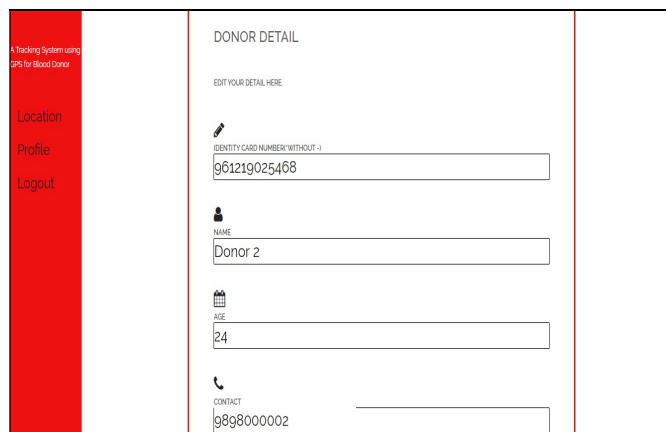 A Tracking System using
GPS for Blood Donor
Location
Profile
Logout
DONOR DETAIL
EDIT YOUR DETAIL HERE.
IDENTITY CARD NUMBER(*WITHOUT -)
961219025468
NAME
Donor 2
AGE
24
CONTACT
9898000002